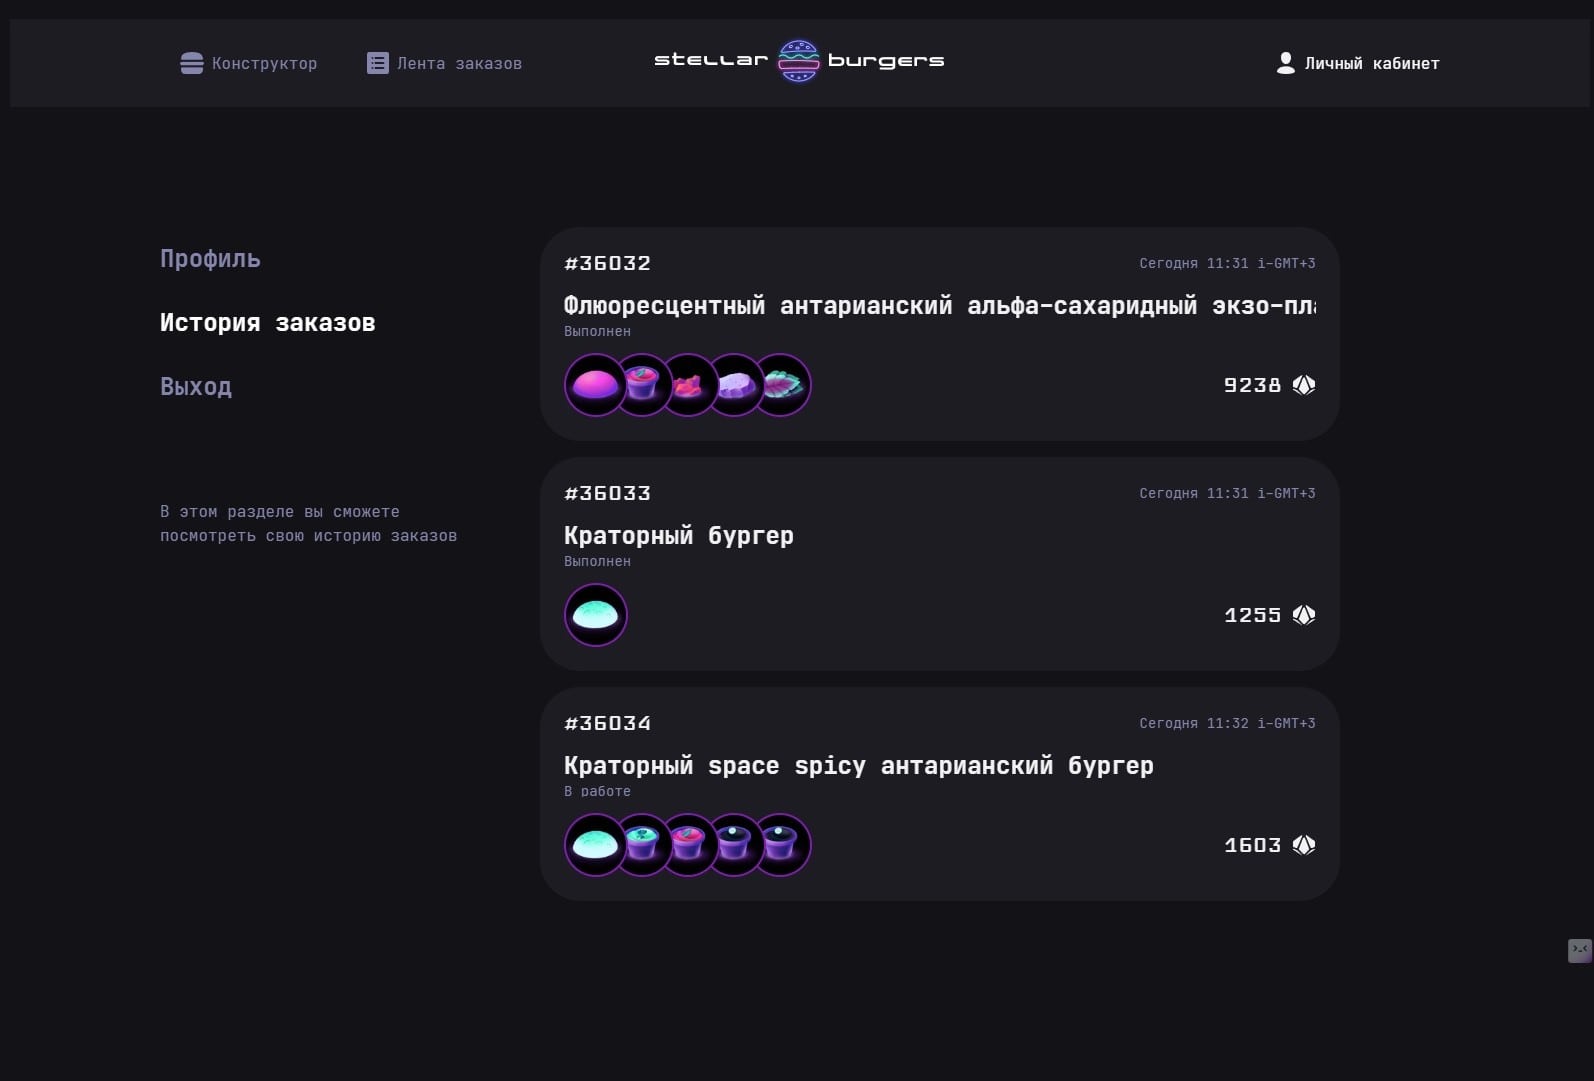 Конструктор
Лента заказов
stellar burgers
Личный кабинет
Профиль
История заказов
Выход
В этом разделе вы сможете
посмотреть свою историю заказов
#36032
Сегодня 11:31 i-GMT+3
Флюоресцентный антарианский альфа-сахаридный экзо-пла
Выполнен
9238
#36033
Сегодня 11:31 i-GMT+3
Краторный бургер
Выполнен
1255
#36034
Сегодня 11:32 i-GMT+3
Краторный space spicy антарианский бургер
В работе
1603